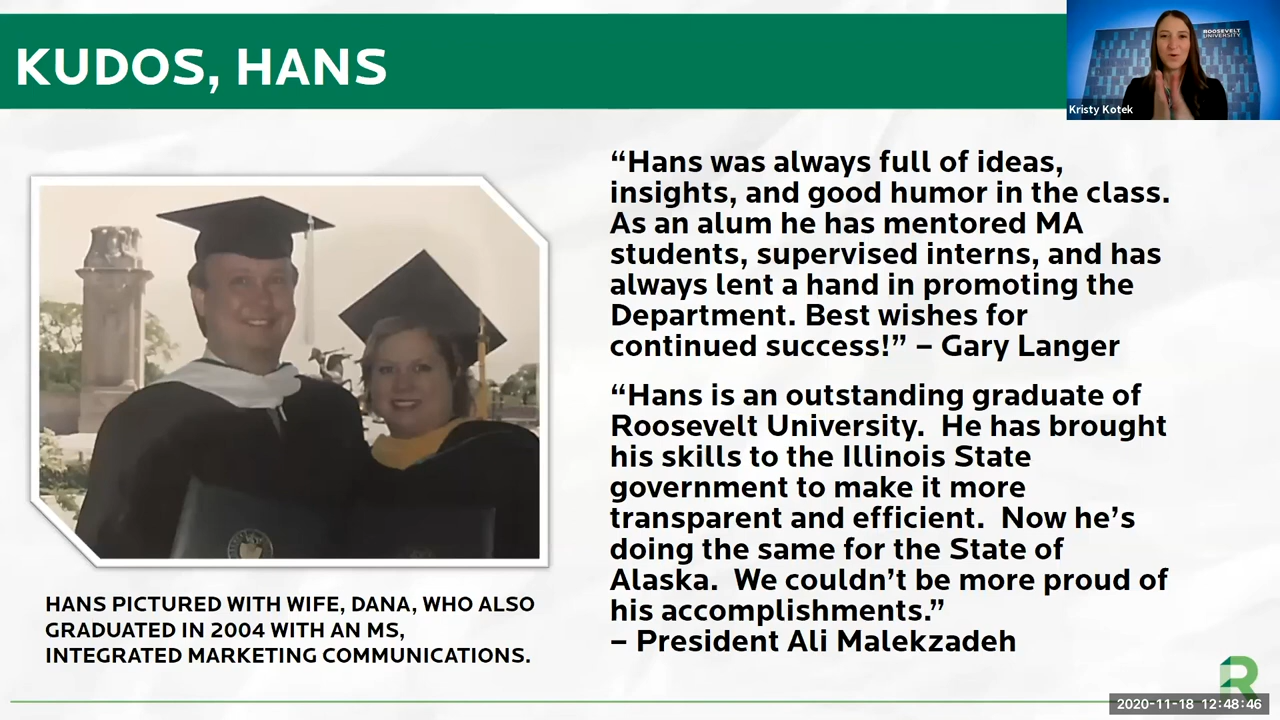 KUDOS, HANS
ROOSEVELT
UNIVERSITY
Kristy Kotek
“Hans was always full of ideas,
insights, and good humor in the class.
As an alum he has mentored MA
students, supervised interns, and has
always lent a hand in promoting the
Department. Best wishes for
continued success!” – Gary Langer
“Hans is an outstanding graduate of
Roosevelt University.  He has brought
his skills to the Illinois State
government to make it more
transparent and efficient.  Now he’s
doing the same for the State of
Alaska.  We couldn’t be more proud of
his accomplishments.”
– President Ali Malekzadeh
HANS PICTURED WITH WIFE, DANA, WHO ALSO
GRADUATED IN 2004 WITH AN MS,
INTEGRATED MARKETING COMMUNICATIONS.
R
2020-11-18 12:48:46